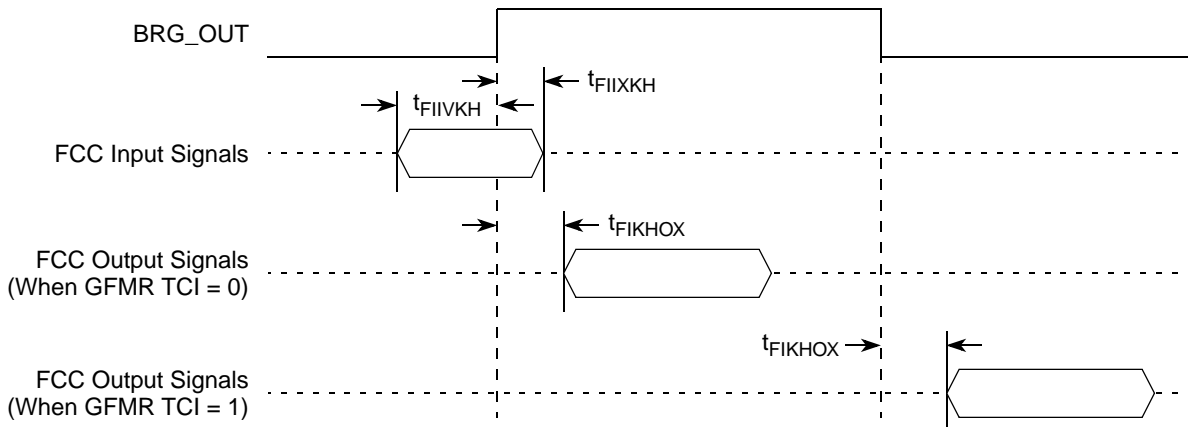 BRG_OUT
tFIIXKH
tFIIVKH
FCC Input Signals
tFIKHOX
FCC Output Signals
(When GFMR TCI = 0)
tFIKHOX
FCC Output Signals
(When GFMR TCI = 1)